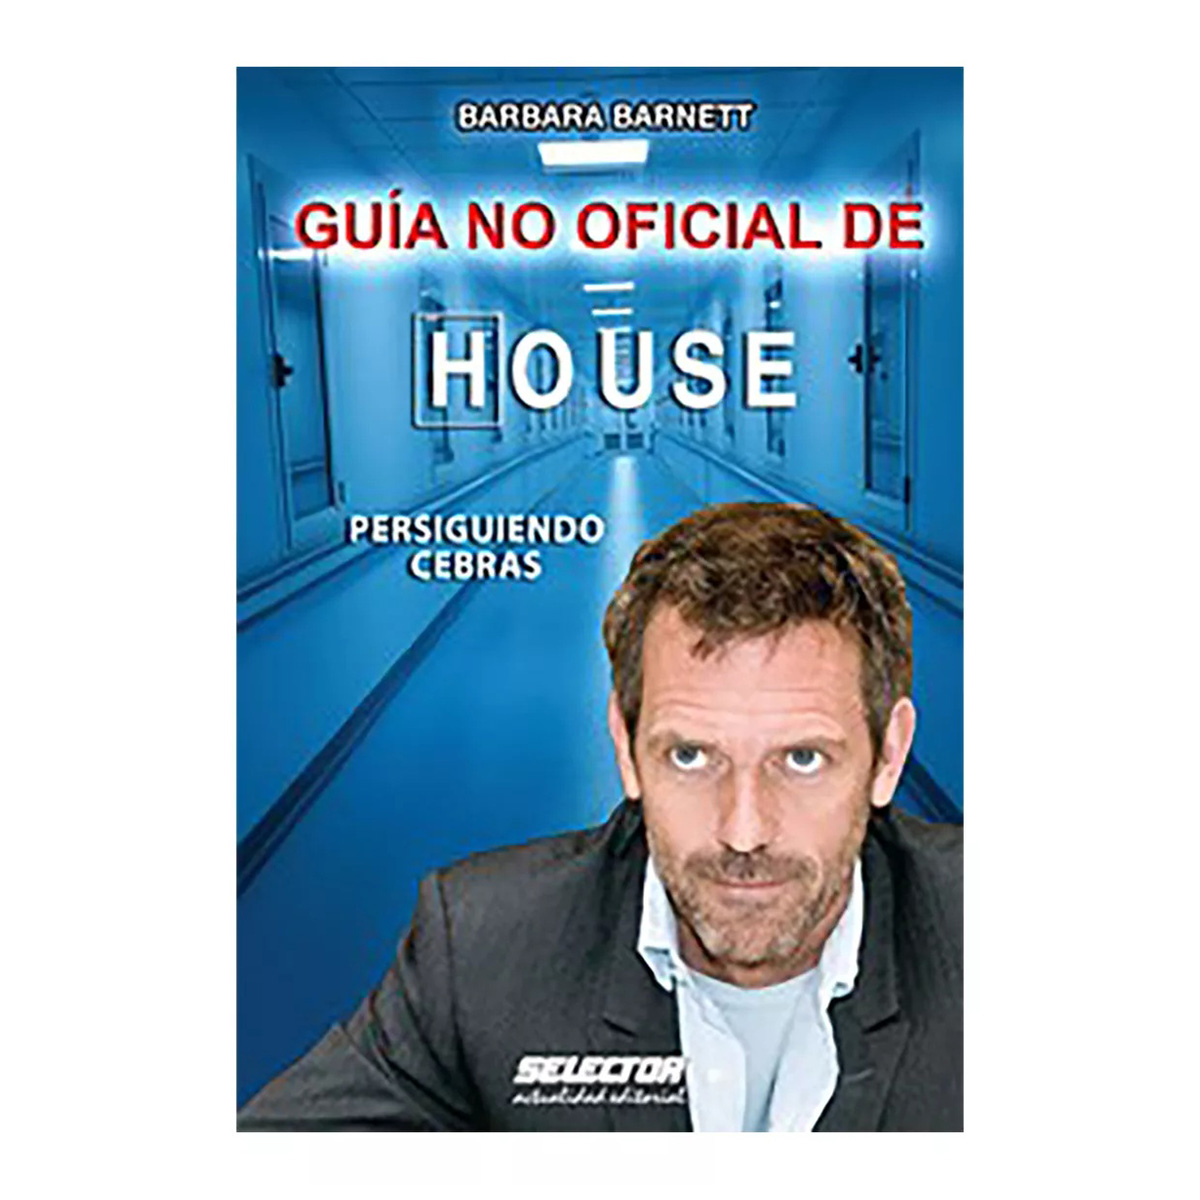 BARBARA BARNETT
GUÍA NO OFICIAL DE
HOUSE
PERSIGUIENDO
CEBRAS
SELECTOR
actualidad editorial